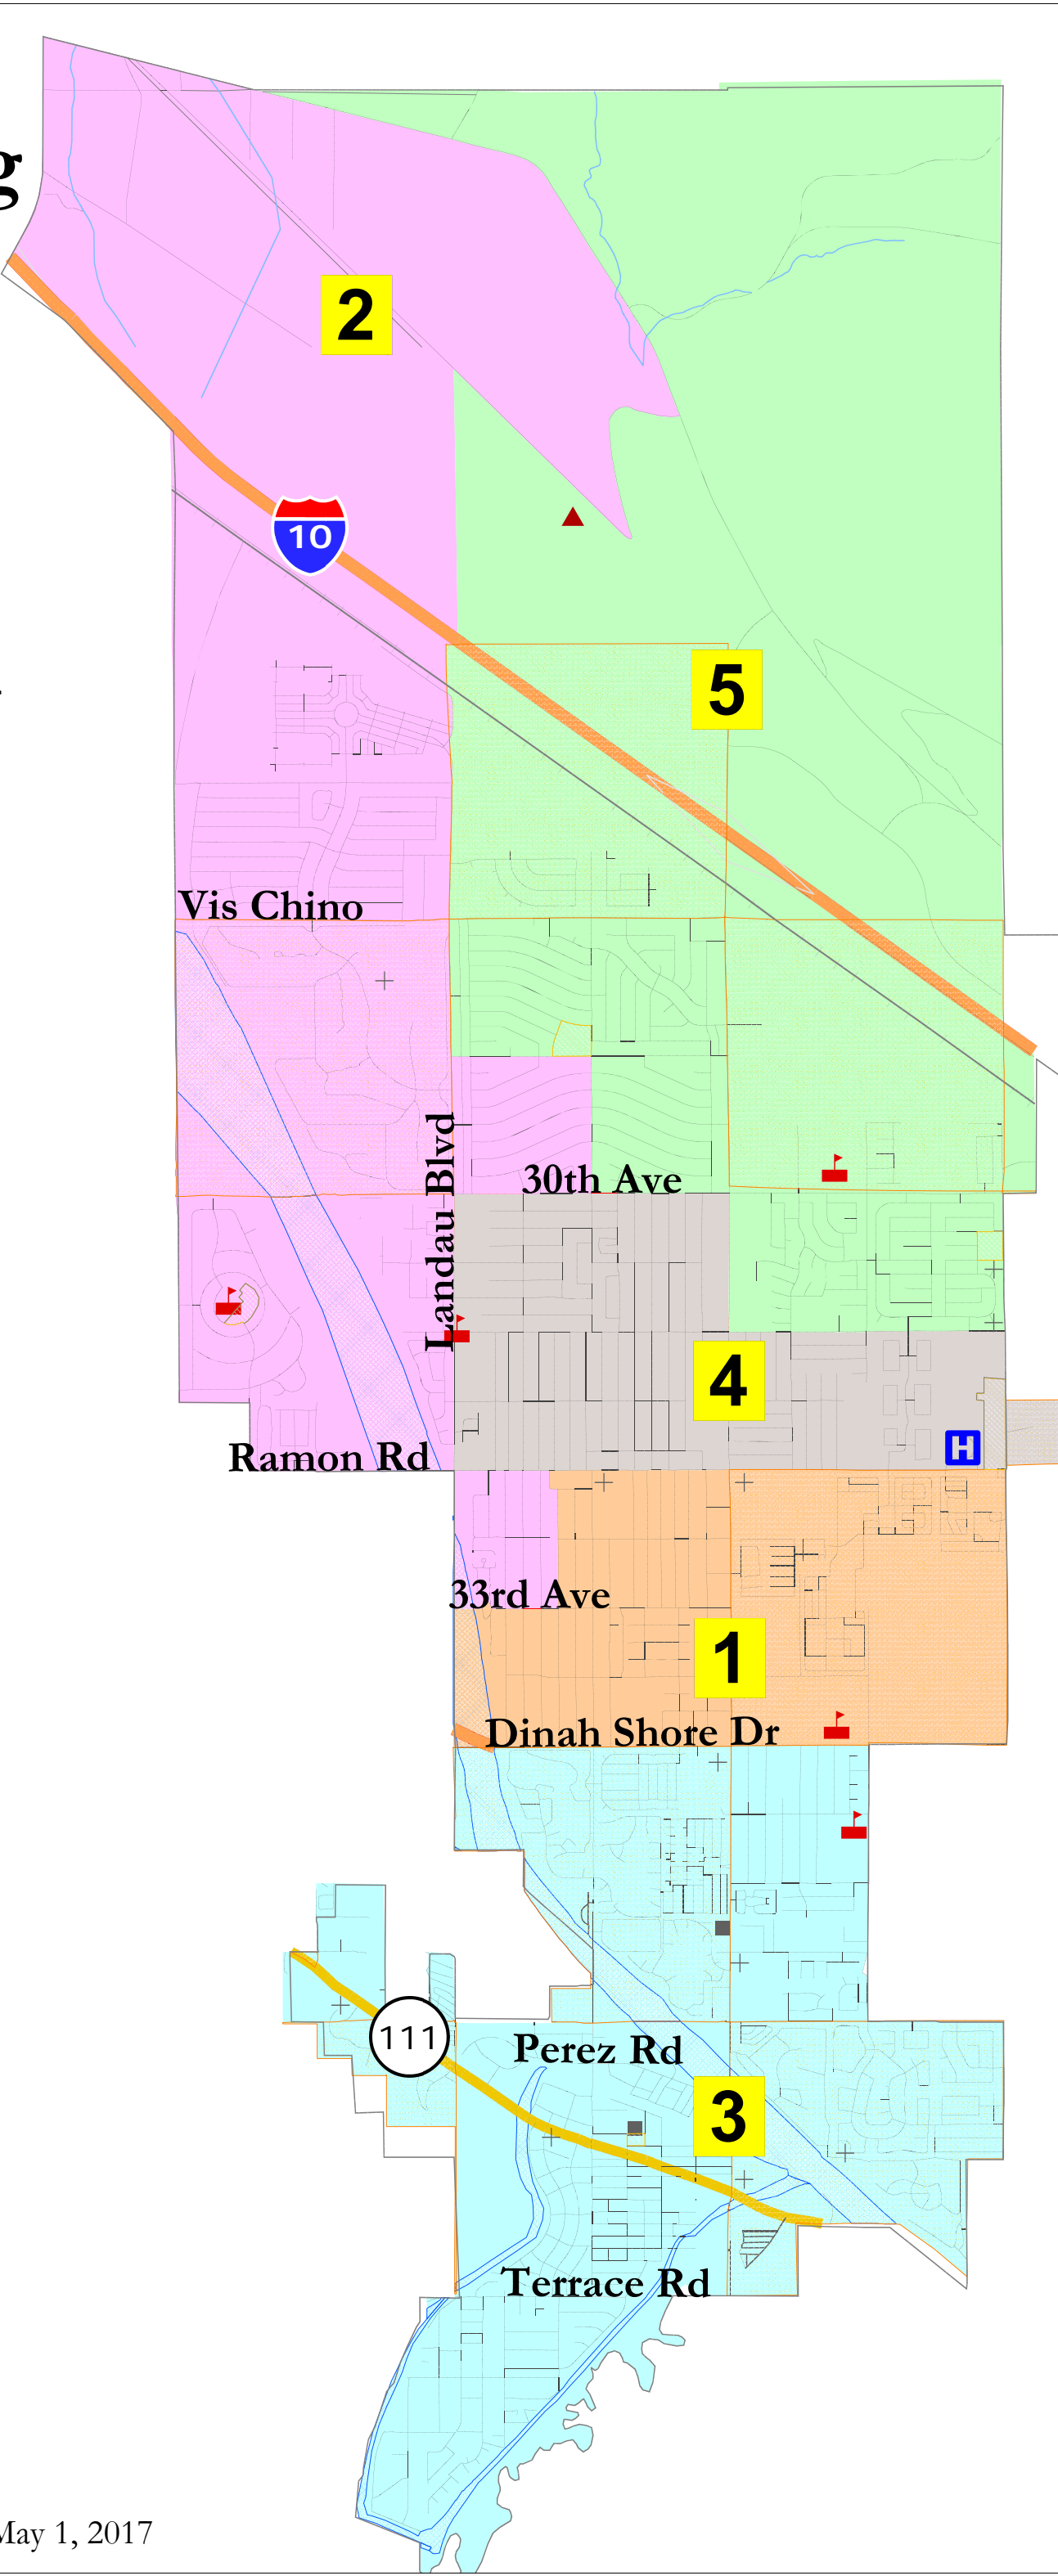 g
2
10
5
Vis Chino
Landau Blvd
30th Ave
4
H
Ramon Rd
33rd Ave
1
Dinah Shore Dr
111
Perez Rd
3
Terrace Rd
May 1, 2017